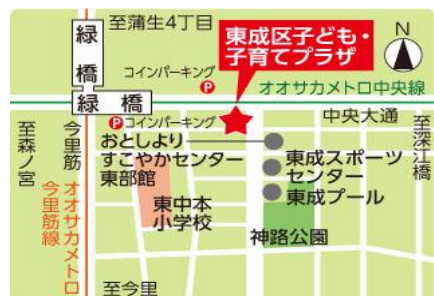 至蒲生4丁目
緑橋
東成区子ども・
子育てプラザ
N
コインパーキング
P
オオサカメトロ中央線
緑橋
P
コインパーキング
中央大通
至森ノ宮
今里筋
オオサカメトロ
今里筋線
おとしより
すこやかセンター
東部館
東成スポーツ
センター
東成プール
至深江橋
東中本
小学校
神路公園
至今里